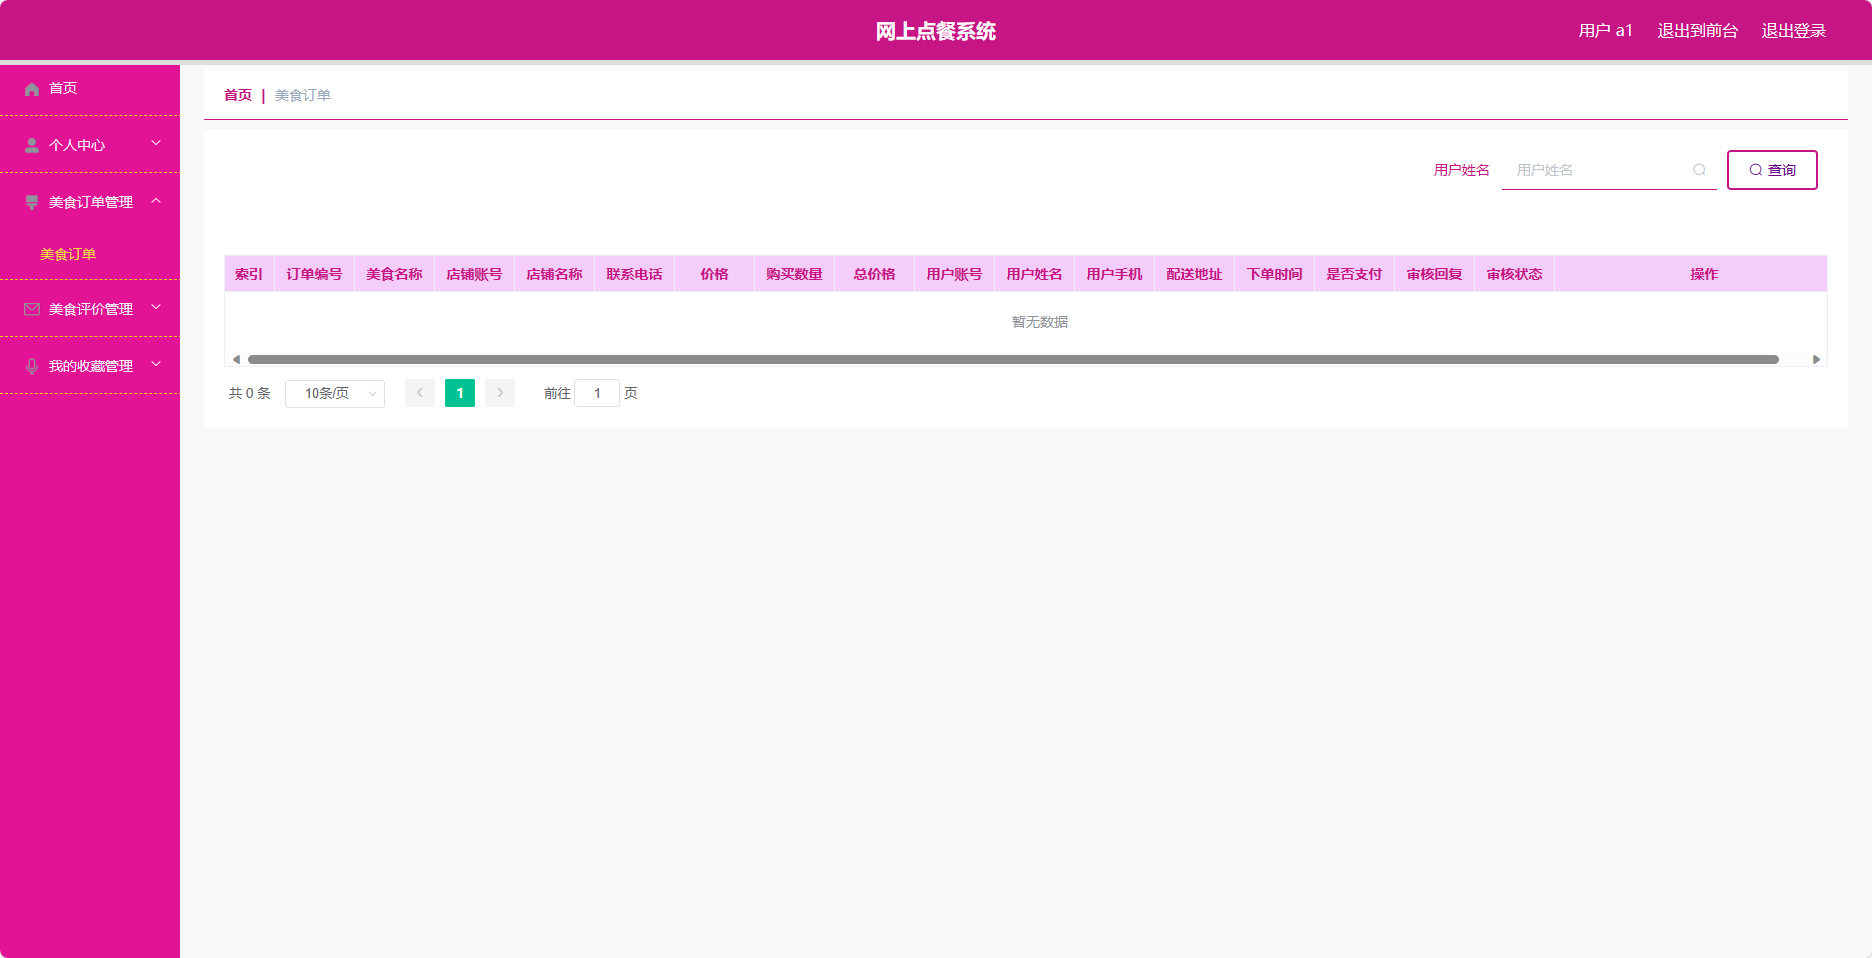 网上点餐系统
用户 a1 退出到前台 退出登录
首页
个人中心
美食订单管理
美食订单
美食评价管理
我的收藏管理
首页 | 美食订单
用户姓名 用户姓名 查询
索引 订单编号 美食名称 店铺账号 店铺名称 联系电话 价格 购买数量 总价格 用户账号 用户姓名 用户手机 配送地址 下单时间 是否支付 审核回复 审核状态 操作
暂无数据
共 0 条 10条/页 1 前往 1 页